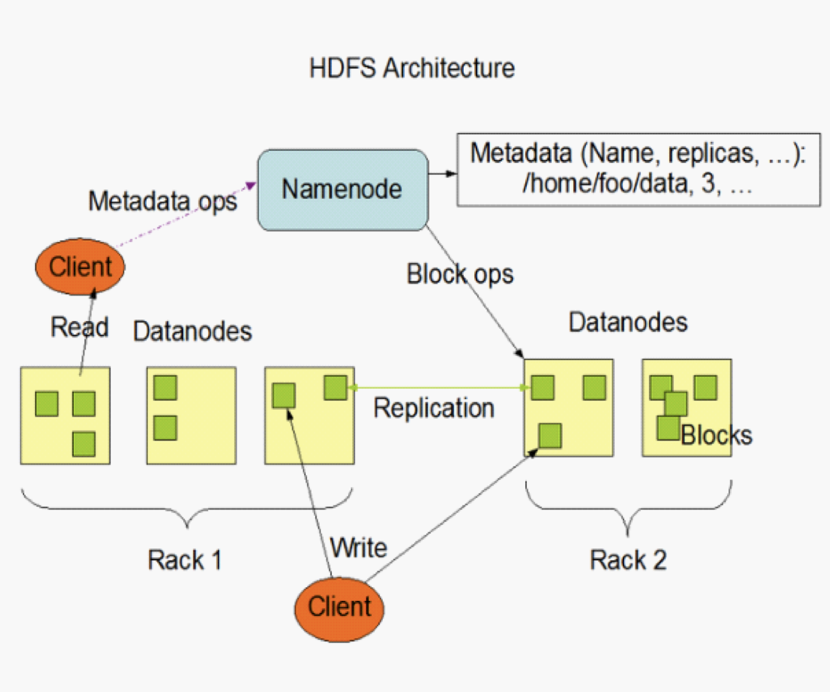 HDFS Architecture
Metadata (Name, replicas, ...):
/home/foo/data, 3, ...
Namenode
Metadata ops
Client
Block ops
Read
Datanodes
Datanodes
Replication
Blocks
Rack 1
Write
Rack 2
Client